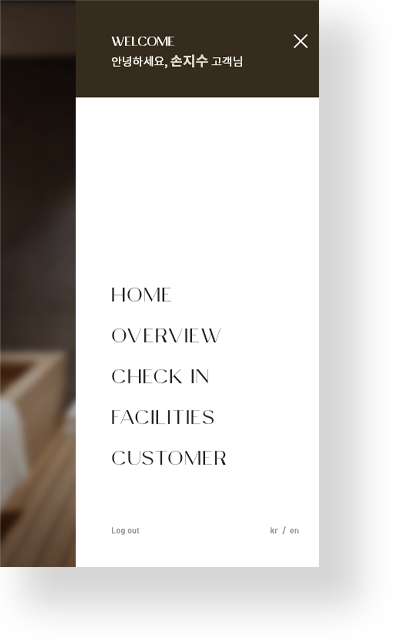 WELCOME
안녕하세요, 손지수 고객님
HOME
OVERVIEW
CHECK IN
FACILITIES
CUSTOMER
Log out
kr / en